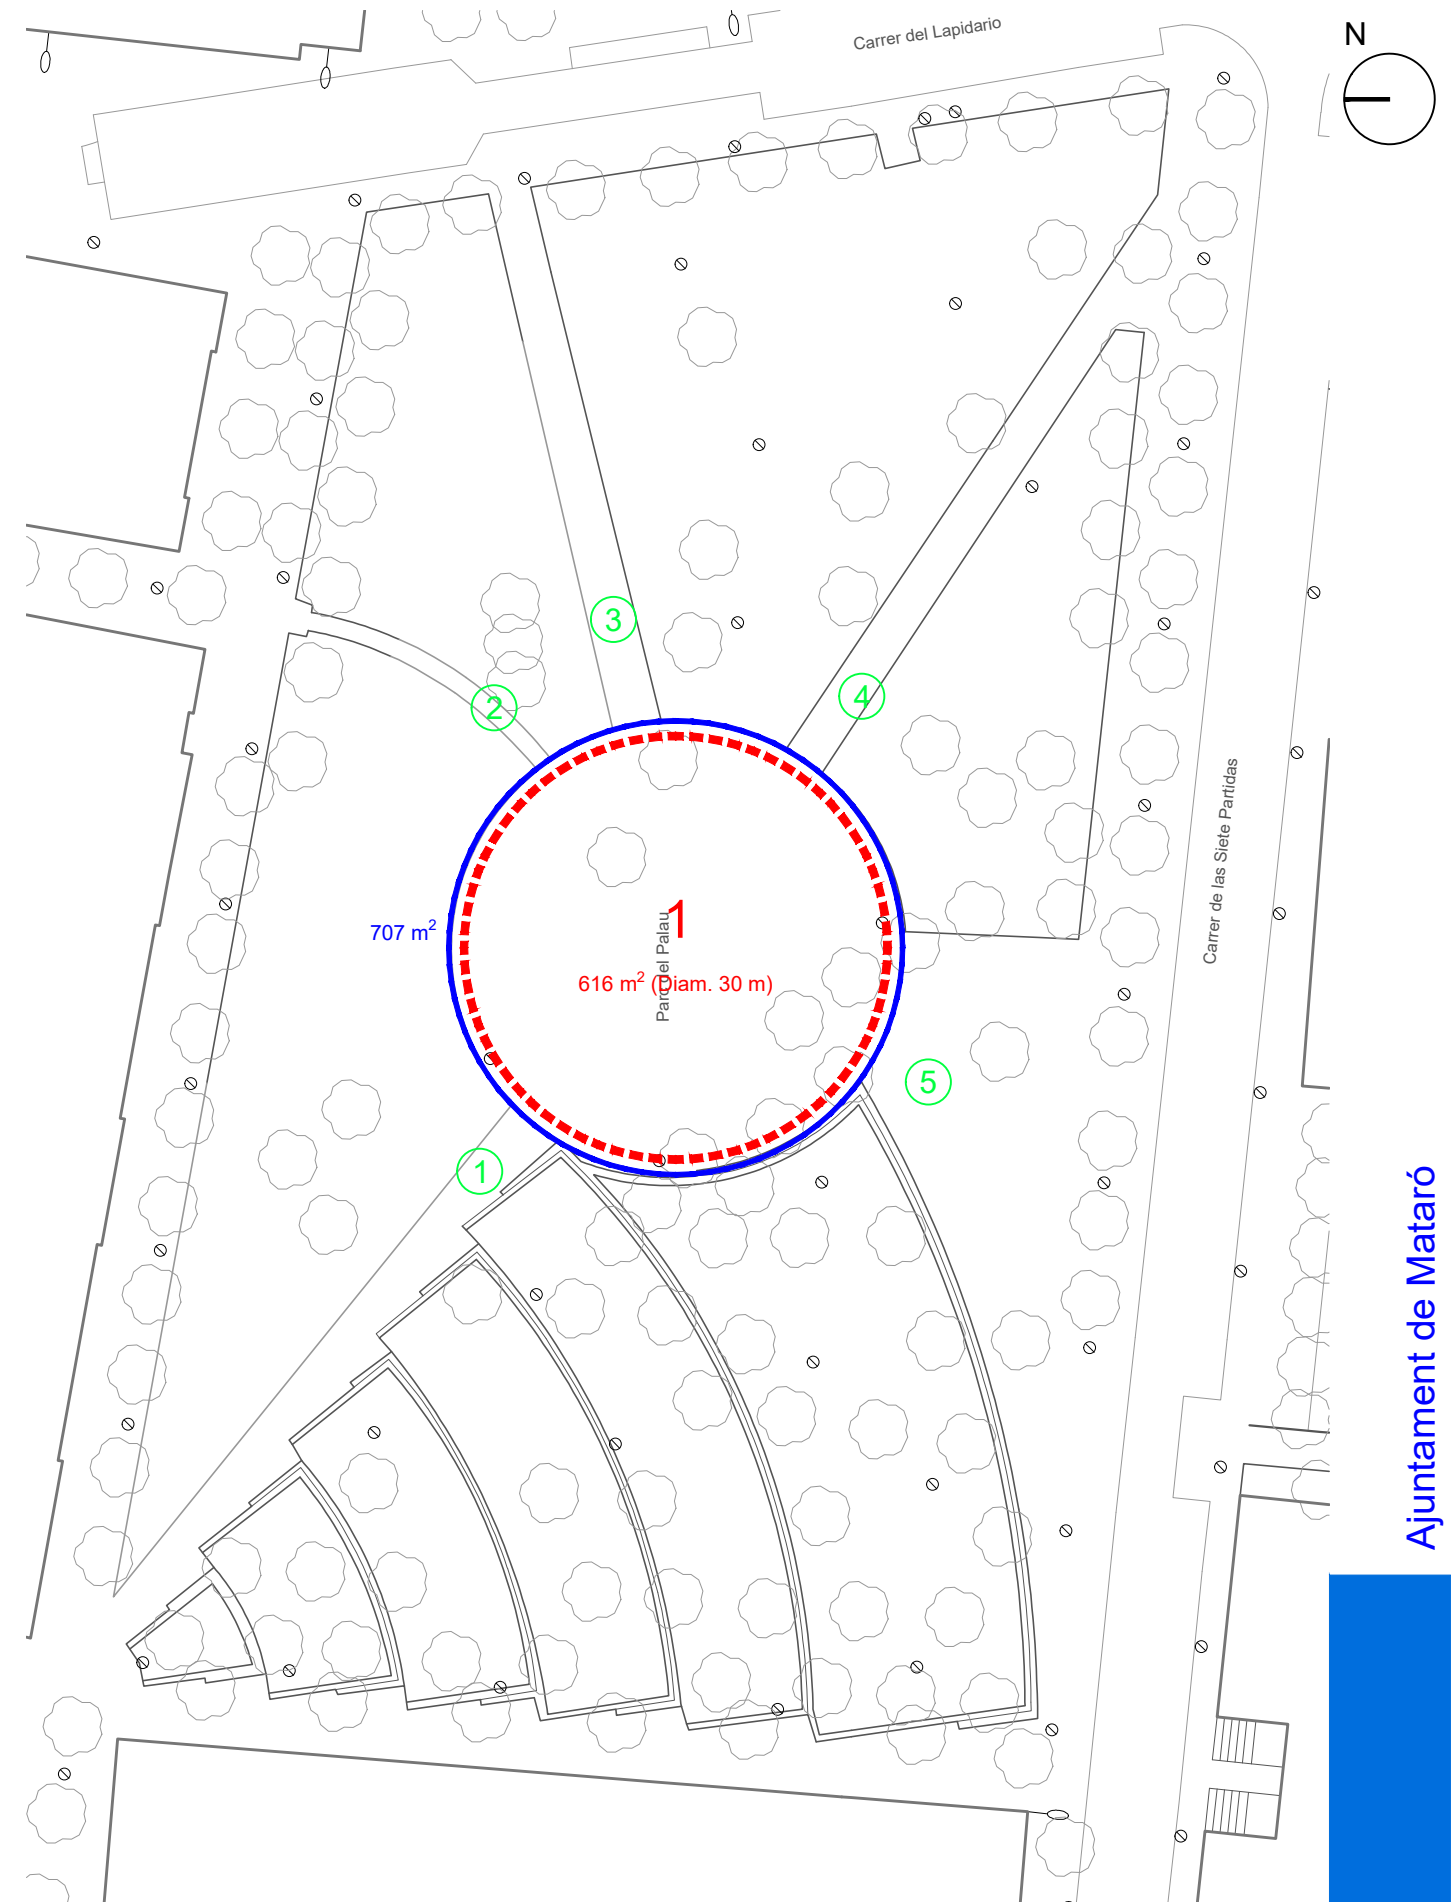 Carrer del Lapidario
N
3
4
2
Carrer de las Siete Partidas
1
707 m²
Parc del Palau
616 m² (Diam. 30 m)
5
1
Ajuntament de Mataró